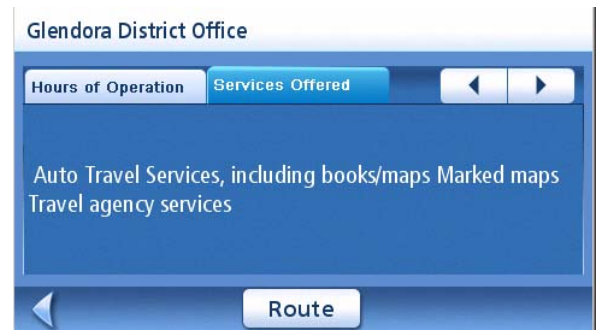 Glendora District Office
Hours of Operation Services Offered
Auto Travel Services, including books/maps Marked maps
Travel agency services
Route